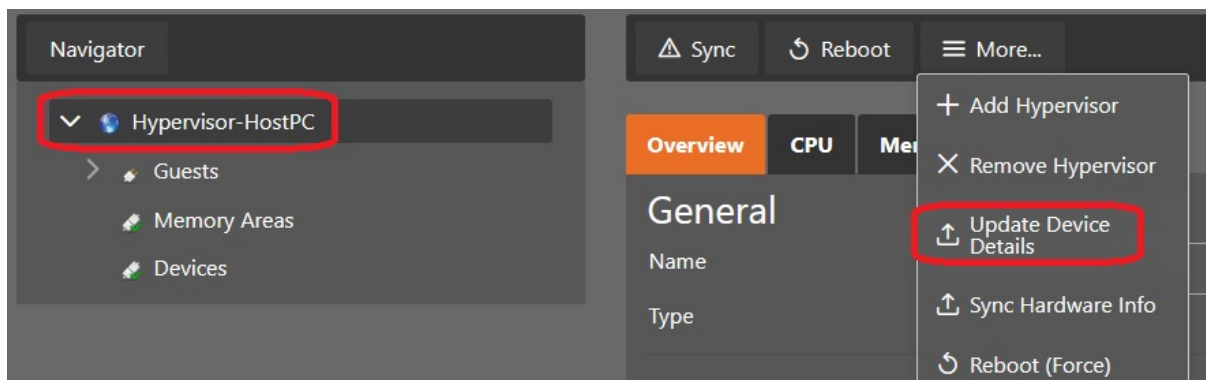 Navigator
Hypervisor-HostPC
Guests
Memory Areas
Devices
Sync Reboot More...
Overview CPU
General
Name
Type
Add Hypervisor
Remove Hypervisor
Update Device
Details
Sync Hardware Info
Reboot (Force)